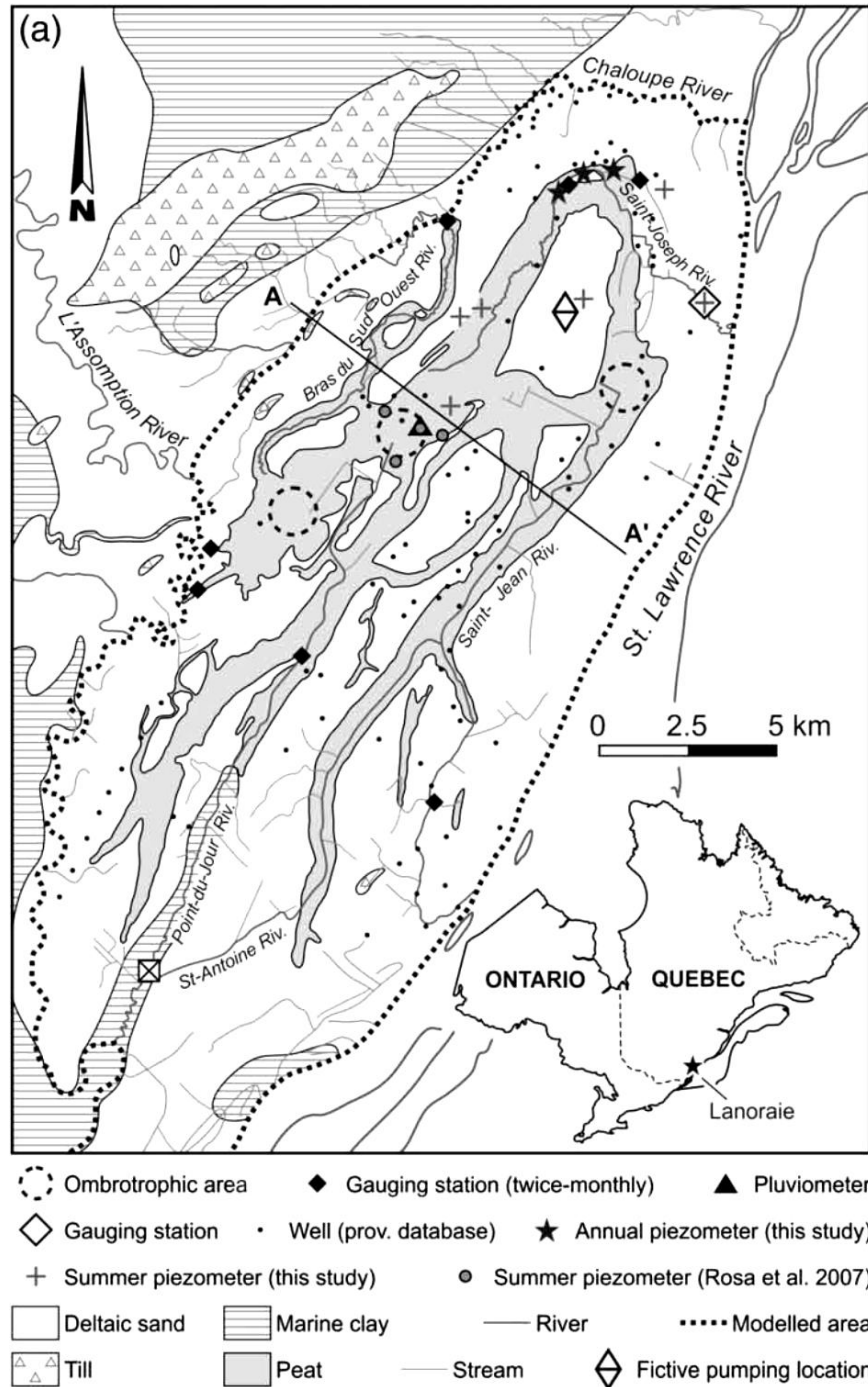 (a)
Chaloupe River
N
Saint-Joseph Riv.
A
Bras du Sud Ouest Riv.
L'Assomption River
A'
St. Lawrence River
Saint- Jean Riv.
0 2.5 5 km
Point-du-Jour Riv.
St-Antoine Riv.
ONTARIO QUEBEC
Lanoraie
Ombrotrophic area Gauging station (twice-monthly) Pluviometer
Gauging station Well (prov. database) Annual piezometer (this study)
Summer piezometer (this study) Summer piezometer (Rosa et al. 2007)
Deltaic sand Marine clay River Modelled area
Till Peat Stream Fictive pumping location